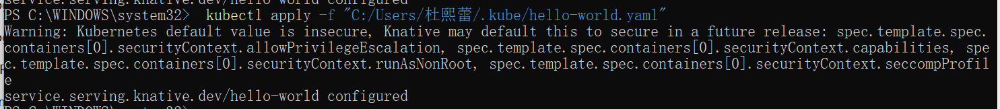 service.serving.knative.dev/hello-world configured
PS C:\WINDOWS\system32>  kubectl apply -f "C:/Users/杜熙蕾/.kube/hello-world.yaml"
Warning: Kubernetes default value is insecure, Knative may default this to secure in a future release: spec.template.spec.
containers[0].securityContext.allowPrivilegeEscalation, spec.template.spec.containers[0].securityContext.capabilities, spe
c.template.spec.containers[0].securityContext.runAsNonRoot, spec.template.spec.containers[0].securityContext.seccompProfil
e
service.serving.knative.dev/hello-world configured
PS C:\WINDOWS\system32>